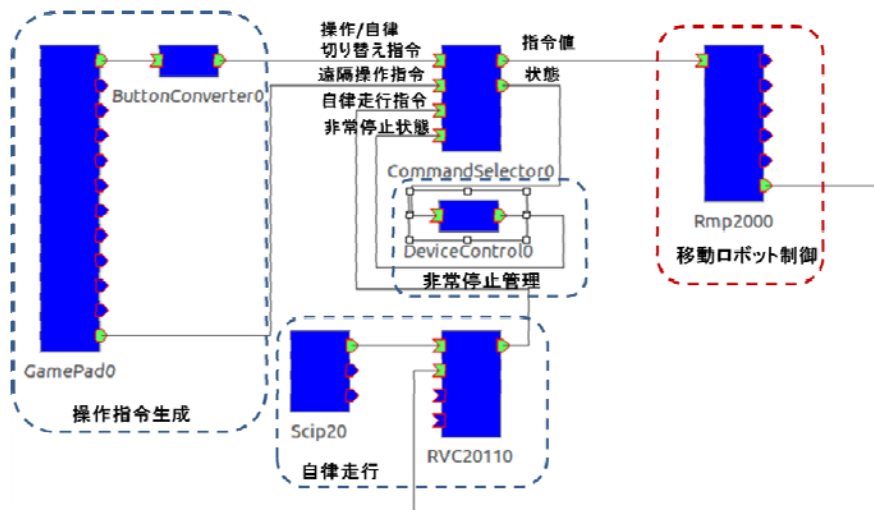 操作/自律
切り替え指令
遠隔操作指令
自律走行指令
非常停止状態
指令値
状態
ButtonConverter0
CommandSelector0
Rmp2000
移動ロボット制御
DeviceControl0
非常停止管理
GamePad0
操作指令生成
Scip20
RVC20110
自律走行